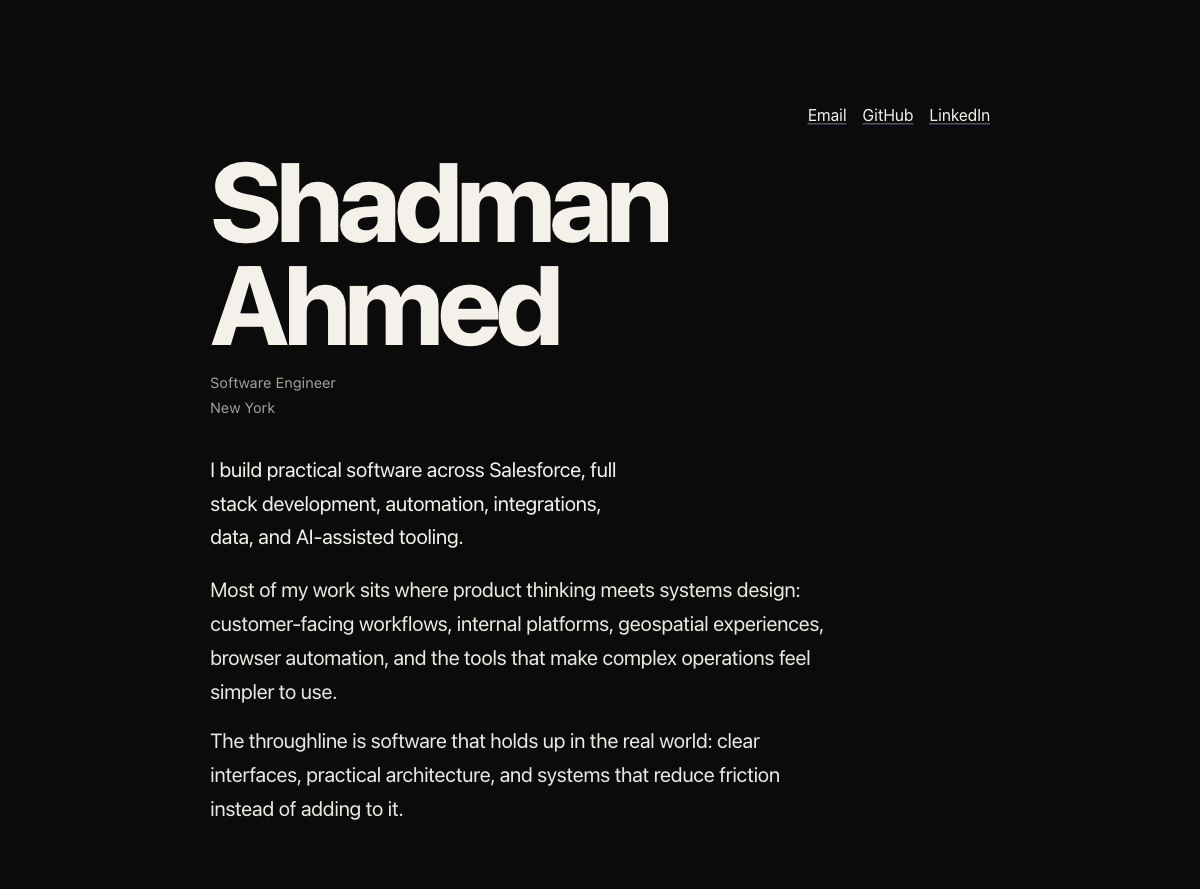 Email GitHub LinkedIn
Shadman
Ahmed
Software Engineer
New York
I build practical software across Salesforce, full
stack development, automation, integrations,
data, and AI-assisted tooling.
Most of my work sits where product thinking meets systems design:
customer-facing workflows, internal platforms, geospatial experiences,
browser automation, and the tools that make complex operations feel
simpler to use.
The throughline is software that holds up in the real world: clear
interfaces, practical architecture, and systems that reduce friction
instead of adding to it.